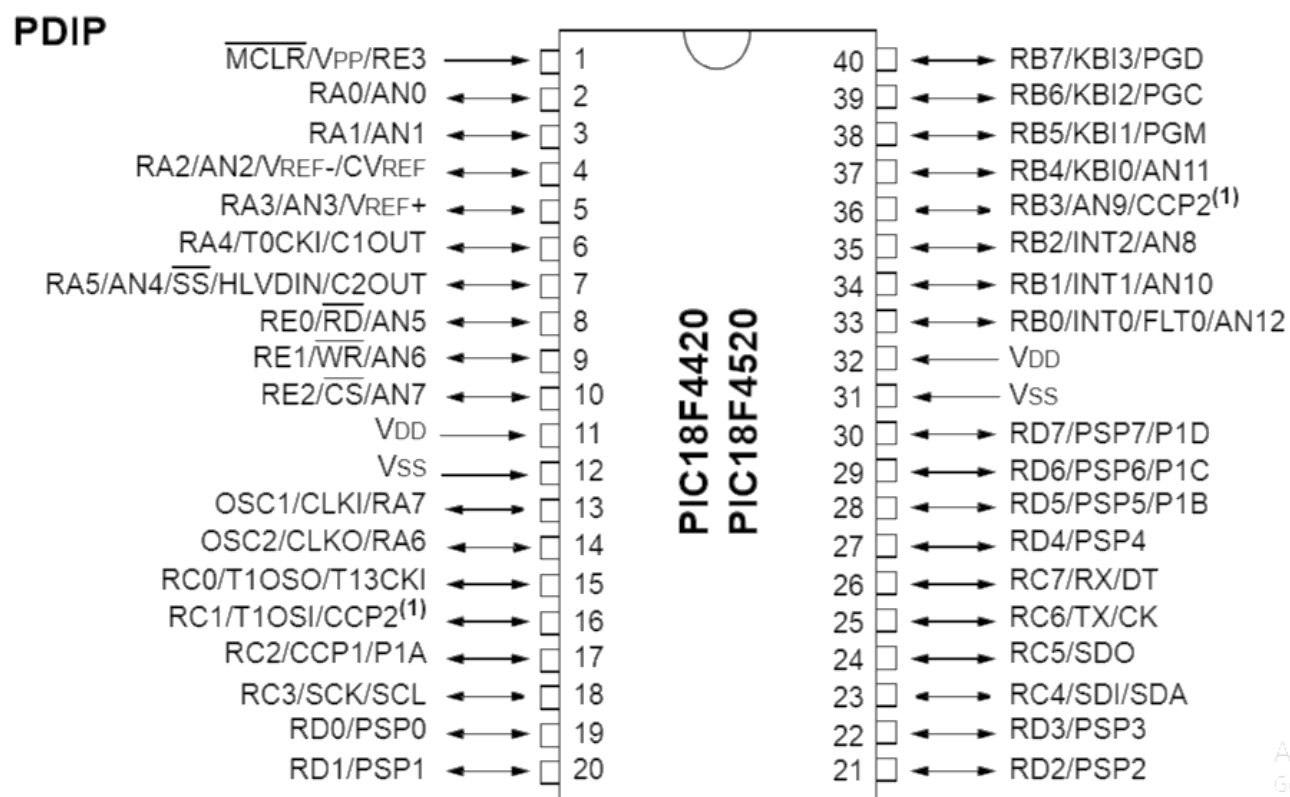 PDIP
MCLR/VPP/RE3 1
RA0/AN0 2
RA1/AN1 3
RA2/AN2/VREF-/CVREF 4
RA3/AN3/VREF+ 5
RA4/T0CKI/C1OUT 6
RA5/AN4/SS/HLVDIN/C2OUT 7
RE0/RD/AN5 8
RE1/WR/AN6 9
RE2/CS/AN7 10
VDD 11
VSS 12
OSC1/CLKI/RA7 13
OSC2/CLKO/RA6 14
RC0/T1OSO/T13CKI 15
RC1/T1OSI/CCP2(1) 16
RC2/CCP1/P1A 17
RC3/SCK/SCL 18
RD0/PSP0 19
RD1/PSP1 20
PIC18F4420
PIC18F4520
40 RB7/KBI3/PGD
39 RB6/KBI2/PGC
38 RB5/KBI1/PGM
37 RB4/KBI0/AN11
36 RB3/AN9/CCP2(1)
35 RB2/INT2/AN8
34 RB1/INT1/AN10
33 RB0/INT0/FLT0/AN12
32 VDD
31 VSS
30 RD7/PSP7/P1D
29 RD6/PSP6/P1C
28 RD5/PSP5/P1B
27 RD4/PSP4
26 RC7/RX/DT
25 RC6/TX/CK
24 RC5/SDO
23 RC4/SDI/SDA
22 RD3/PSP3
21 RD2/PSP2